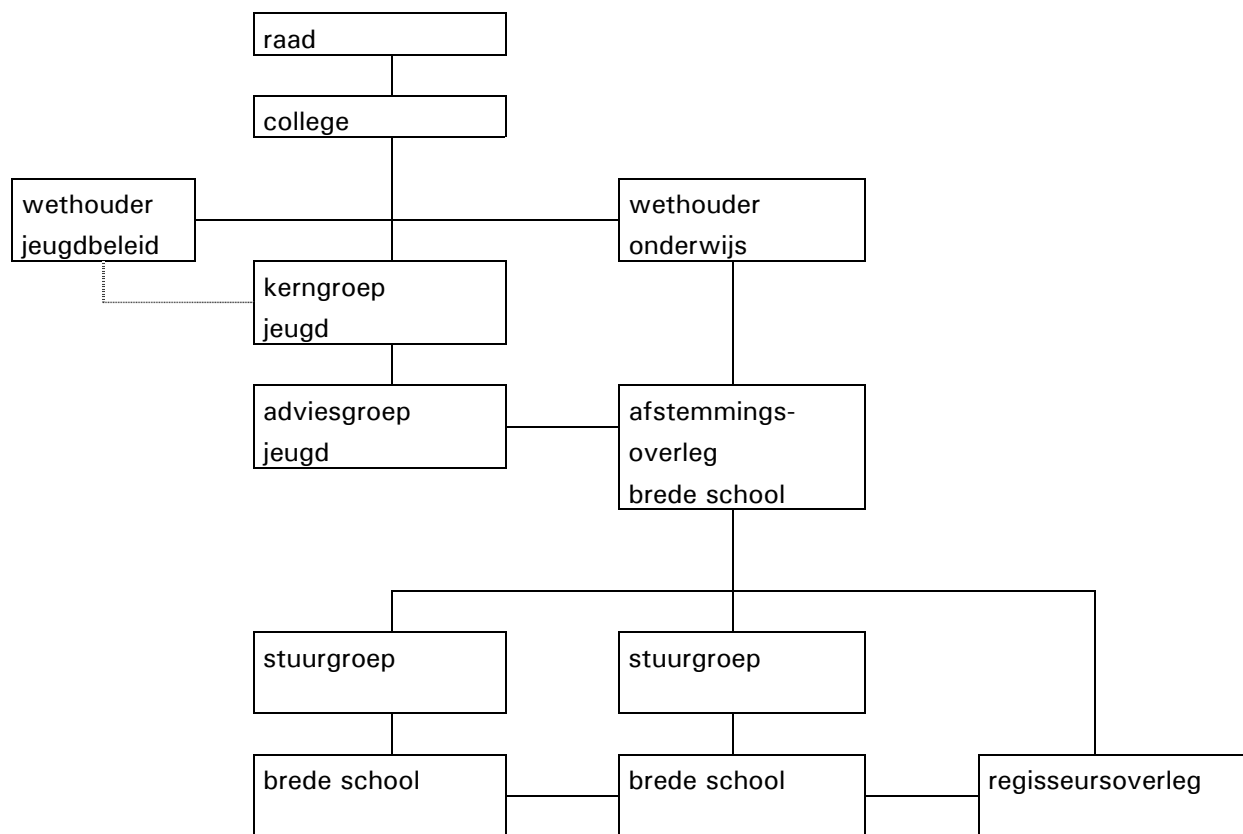 raad
college
wethouder
jeugdbeleid
wethouder
onderwijs
kerngroep
jeugd
adviesgroep
jeugd
afstemmings-
overleg
brede school
stuurgroep
stuurgroep
brede school
brede school
regisseursoverleg